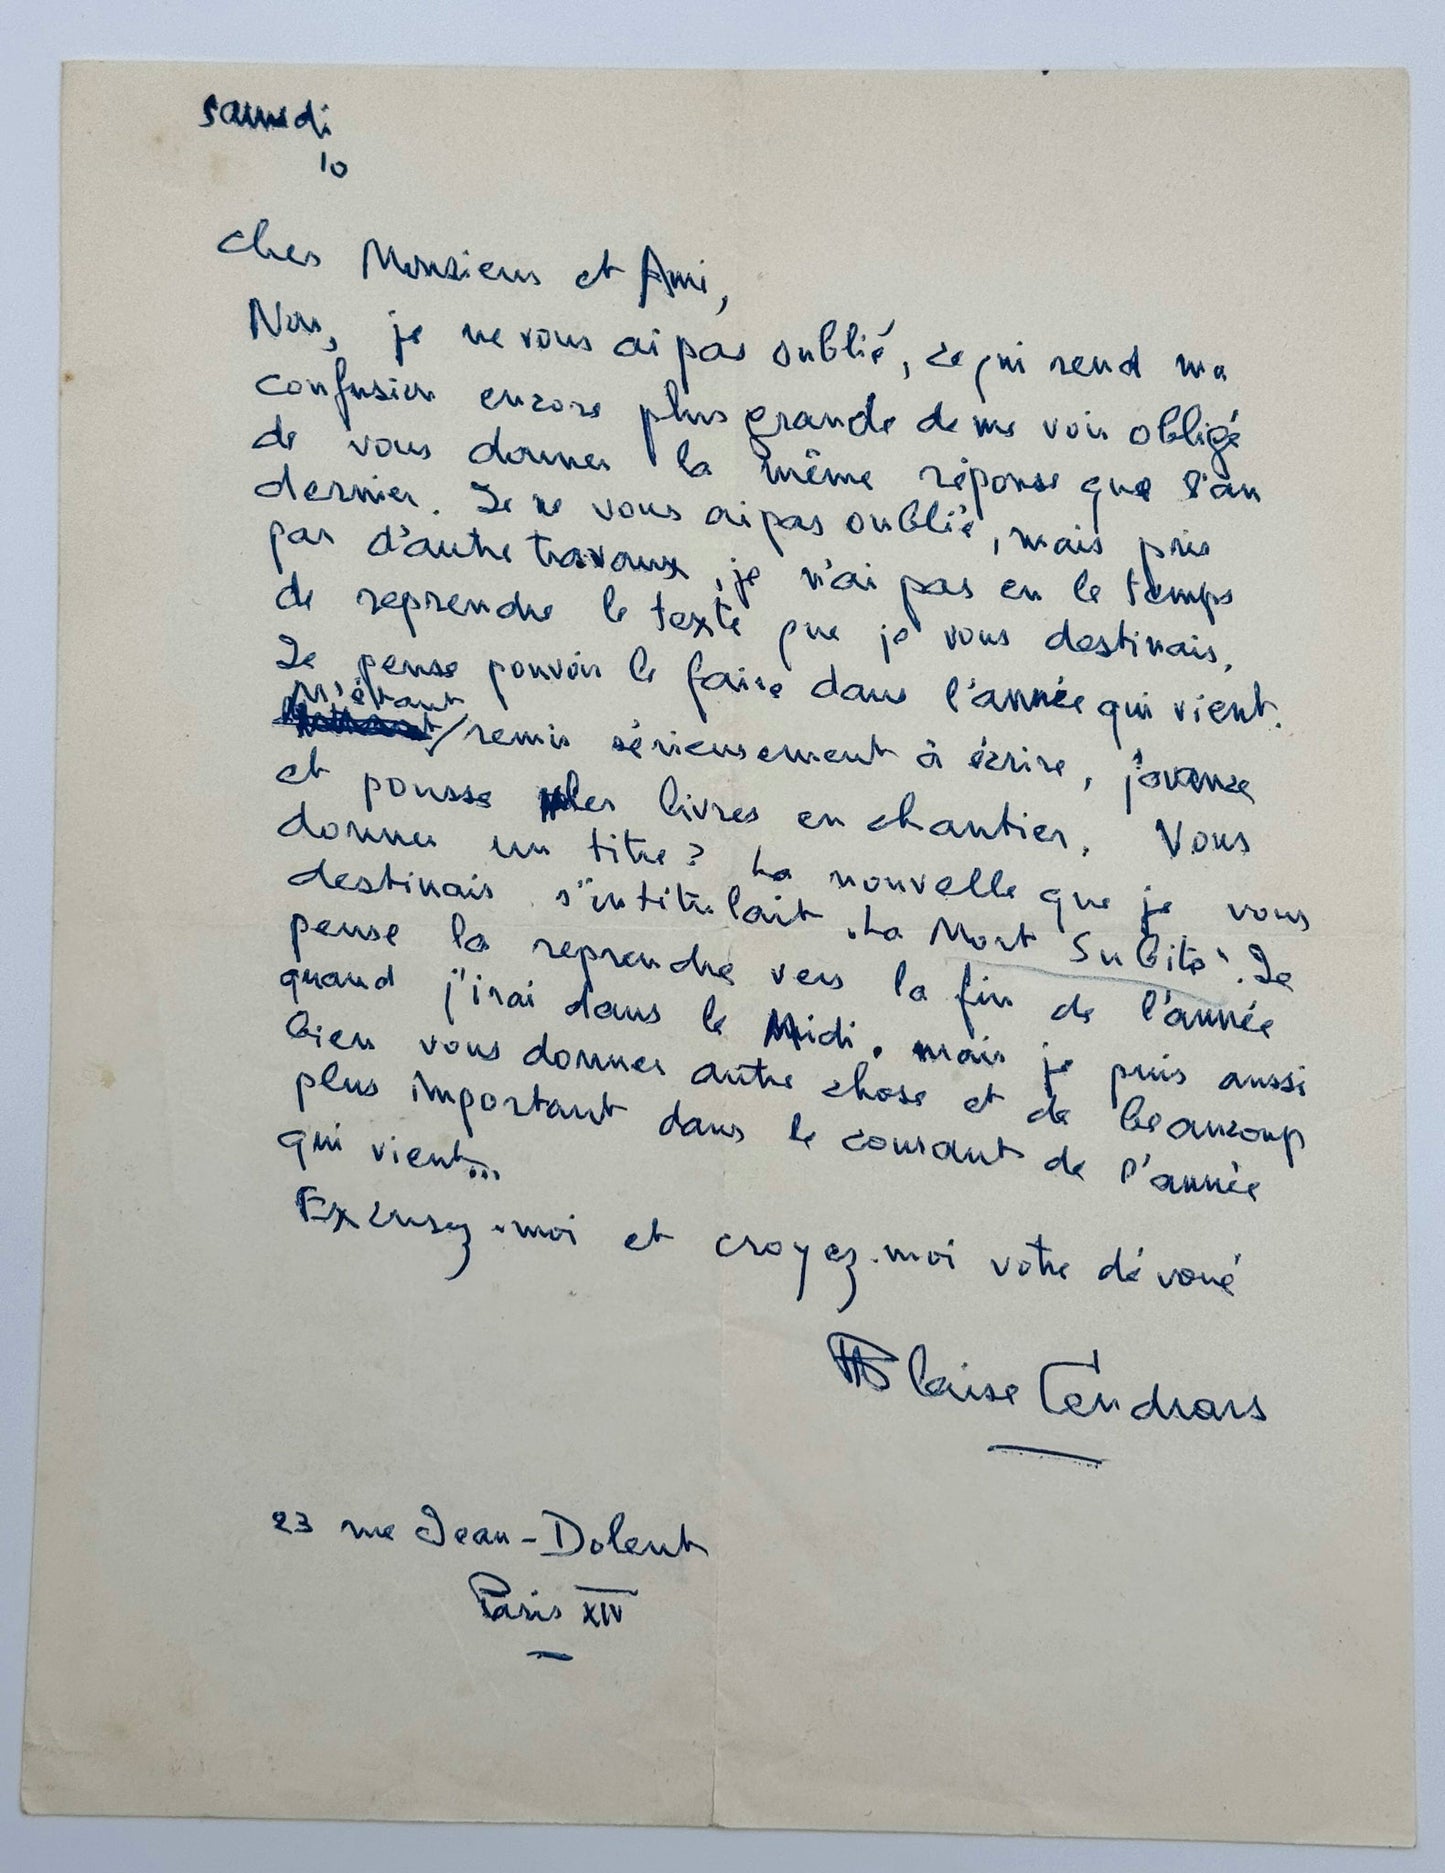 samedi
10
Cher Monsieur et Ami,
Non, je ne vous ai pas oublié, ce qui rend ma
confusion encore plus grande de me voir obligé
de vous donner la même réponse que l'an
dernier. Je ne vous ai pas oublié, mais pris
par d'autre travaux, je n'ai pas eu le temps
de reprendre le texte que je vous destinais.
Je pense pouvoir le faire dans l'année qui vient.
M'étant
remis sérieusement à écrire, j'avance
et pousse les livres en chantier. Vous
donner un titre? La nouvelle que je vous
destinais s'intitulait "La Mort Subite". Je
pense la reprendre vers la fin de l'année
quand j'irai dans le Midi. mais je puis aussi
bien vous donner autre chose et de beaucoup
plus important dans le courant de l'année
qui vient...
Excusez-moi et croyez-moi votre dévoué
Blaise Cendrars
23 rue Jean-Dolent
Paris XIV